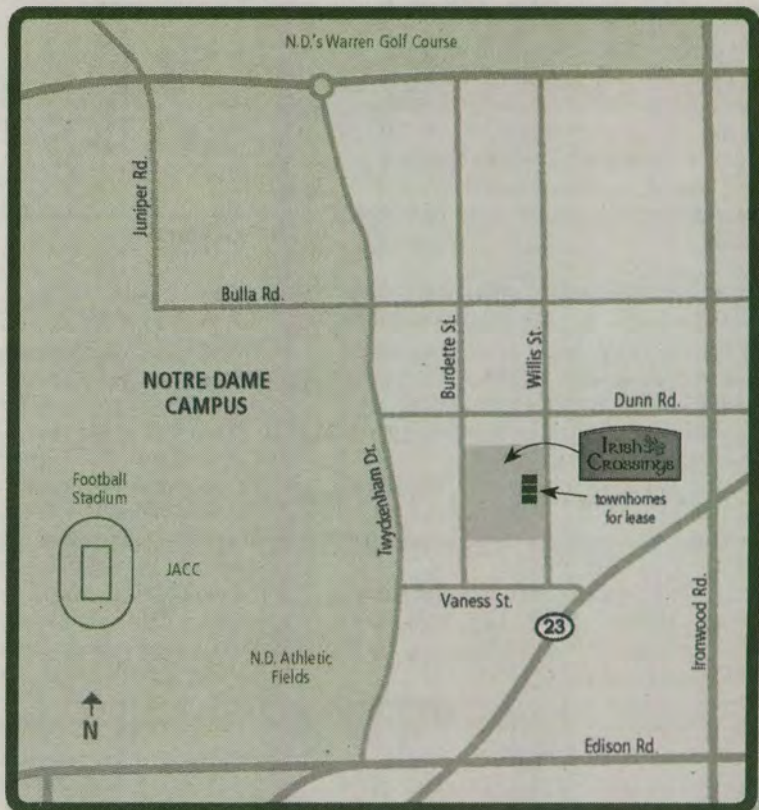 N.D.'s Warren Golf Course
Juniper Rd.
Bulla Rd.
Burdette St.
Willis St.
NOTRE DAME
CAMPUS
Dunn Rd.
IRISH
CROSSINGS
Football
Stadium
Twyckenham Dr.
townhomes
for lease
JACC
Vaness St.
23
Ironwood Rd.
N.D. Athletic
Fields
N
Edison Rd.